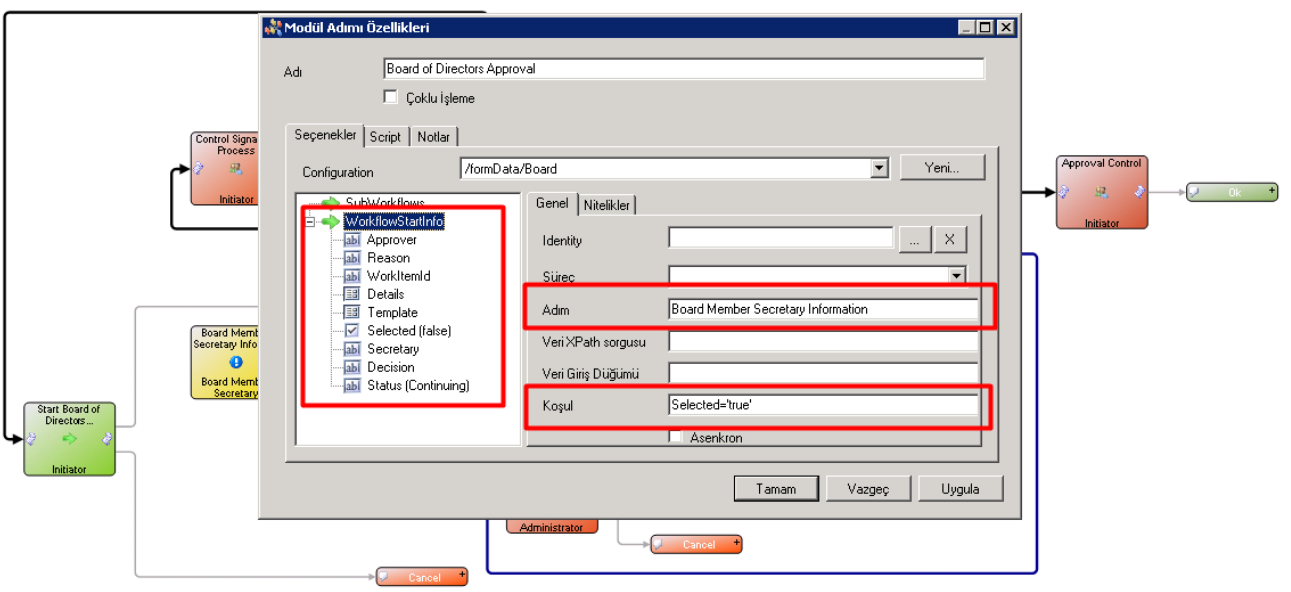 Modül Adımı Özellikleri
Adı
Board of Directors Approval
Çoklu İşleme
Seçenekler
Script
Notlar
Configuration
/formData/Board
Yeni...
SubWorkflows
WorkflowStartInfo
Approver
Reason
WorkItemId
Details
Template
Selected (false)
Secretary
Decision
Status (Continuing)
Genel
Nitelikler
Identity
...
X
Süreç
Adım
Board Member Secretary Information
Veri XPath sorgusu
Veri Giriş Düğümü
Koşul
Selected='true'
Asenkron
Tamam
Vazgeç
Uygula
Control Signa
Process
Initiator
Board Memb
Secretary Info
Board Memb
Secretary
Start Board of
Directors ...
Initiator
Approval Control
Initiator
Ok
+
Administrator
Cancel
+
Cancel
+